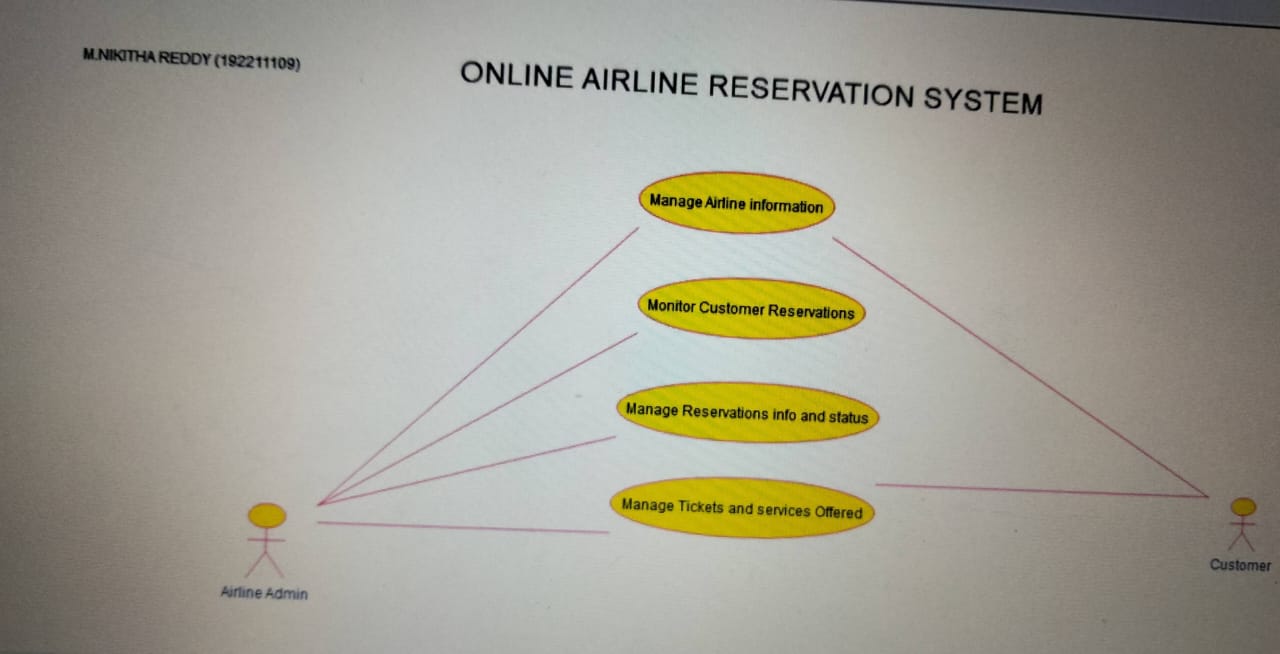 M.NIKITHA REDDY (192211109)
ONLINE AIRLINE RESERVATION SYSTEM
Manage Airline information
Monitor Customer Reservations
Manage Reservations info and status
Manage Tickets and services Offered
Airline Admin
Customer